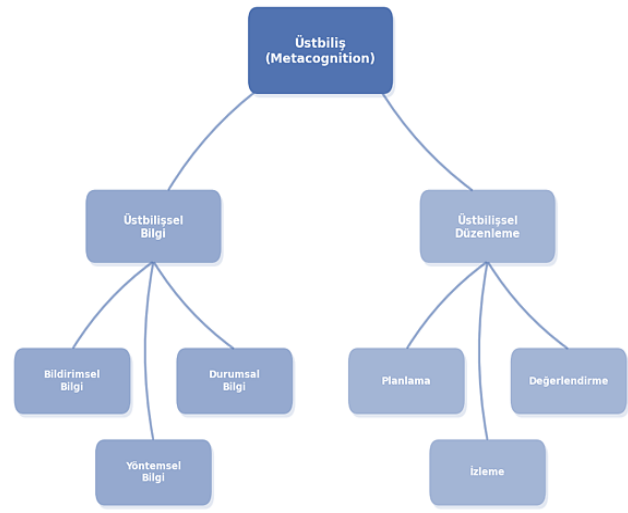 Üstbiliş
(Metacognition)
Üstbilişsel
Bilgi
Üstbilişsel
Düzenleme
Bildirimsel
Bilgi
Durumsal
Bilgi
Planlama
Değerlendirme
Yöntemsel
Bilgi
İzleme